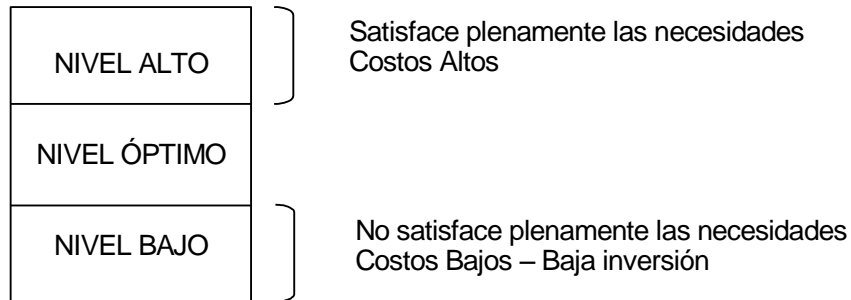 NIVEL ALTO
Satisface plenamente las necesidades
Costos Altos
NIVEL ÓPTIMO
NIVEL BAJO
No satisface plenamente las necesidades
Costos Bajos – Baja inversión